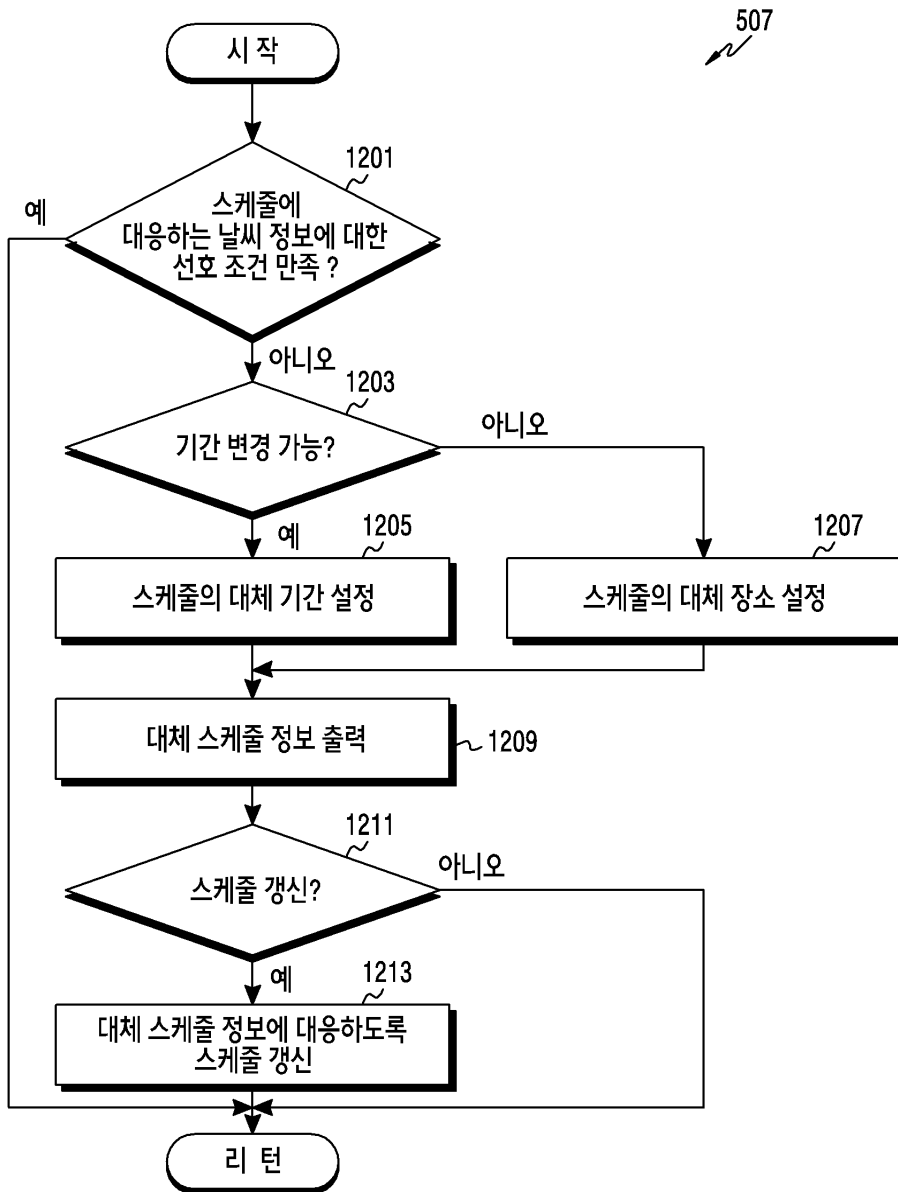 507
시 작
1201
예
스케줄에
대응하는 날씨 정보에 대한
선호 조건 만족 ?
아니오
1203
기간 변경 가능?
아니오
예
1205
스케줄의 대체 기간 설정
1207
스케줄의 대체 장소 설정
대체 스케줄 정보 출력
1209
1211
스케줄 갱신?
아니오
예
1213
대체 스케줄 정보에 대응하도록
스케줄 갱신
리 턴